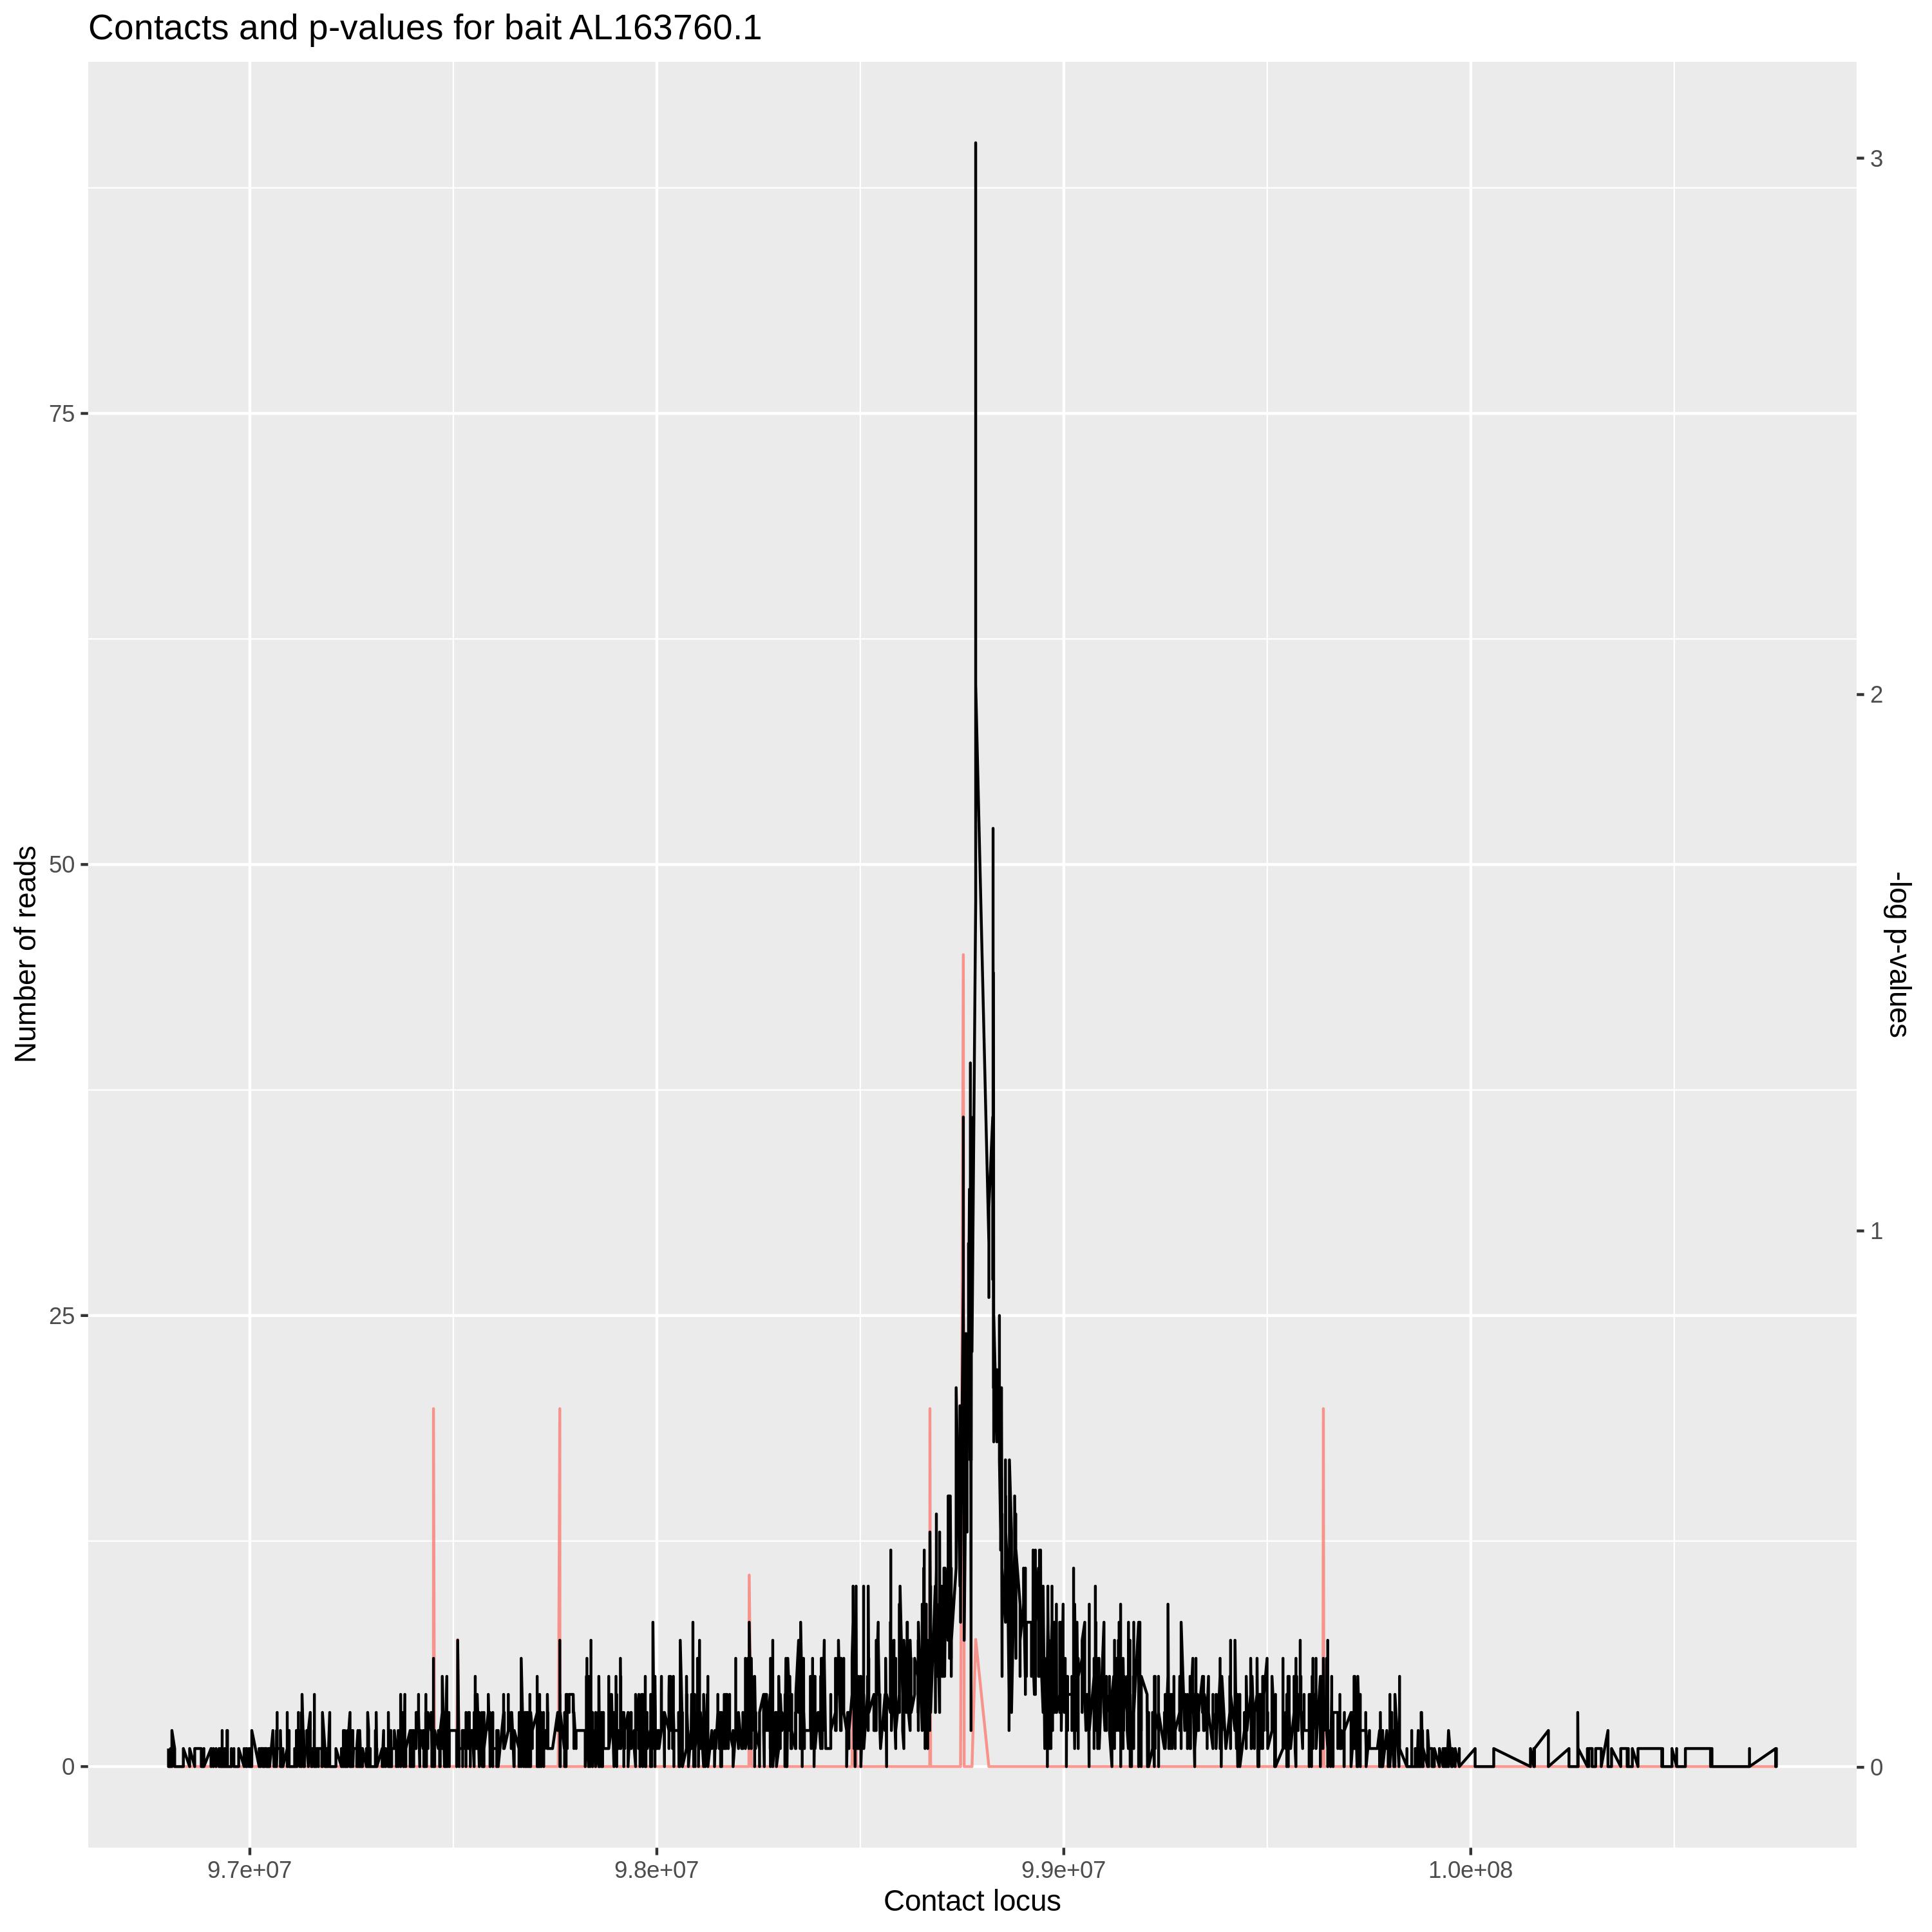 Contacts and p-values for bait AL163760.1
Number of reads
75
50
25
0
3
2
1
0
-log p-values
9.7e+07
9.8e+07
9.9e+07
1.0e+08
Contact locus